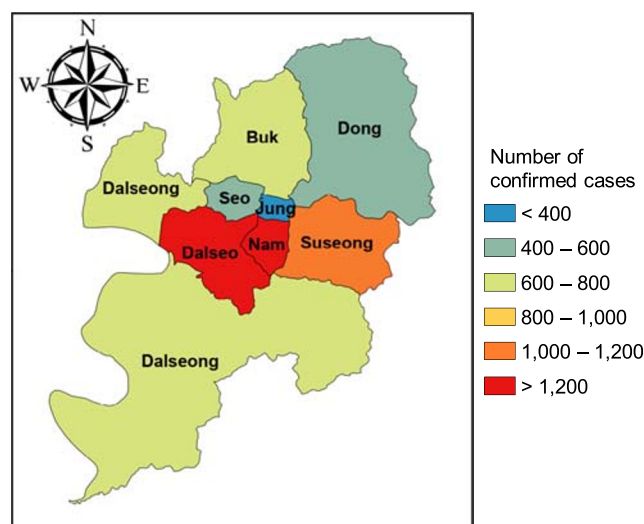 N
W E
S
Buk
Dong
Dalseong
Seo
Jung
Dalseo
Nam
Suseong
Dalseong
Number of
confirmed cases
< 400
400 – 600
600 – 800
800 – 1,000
1,000 – 1,200
> 1,200